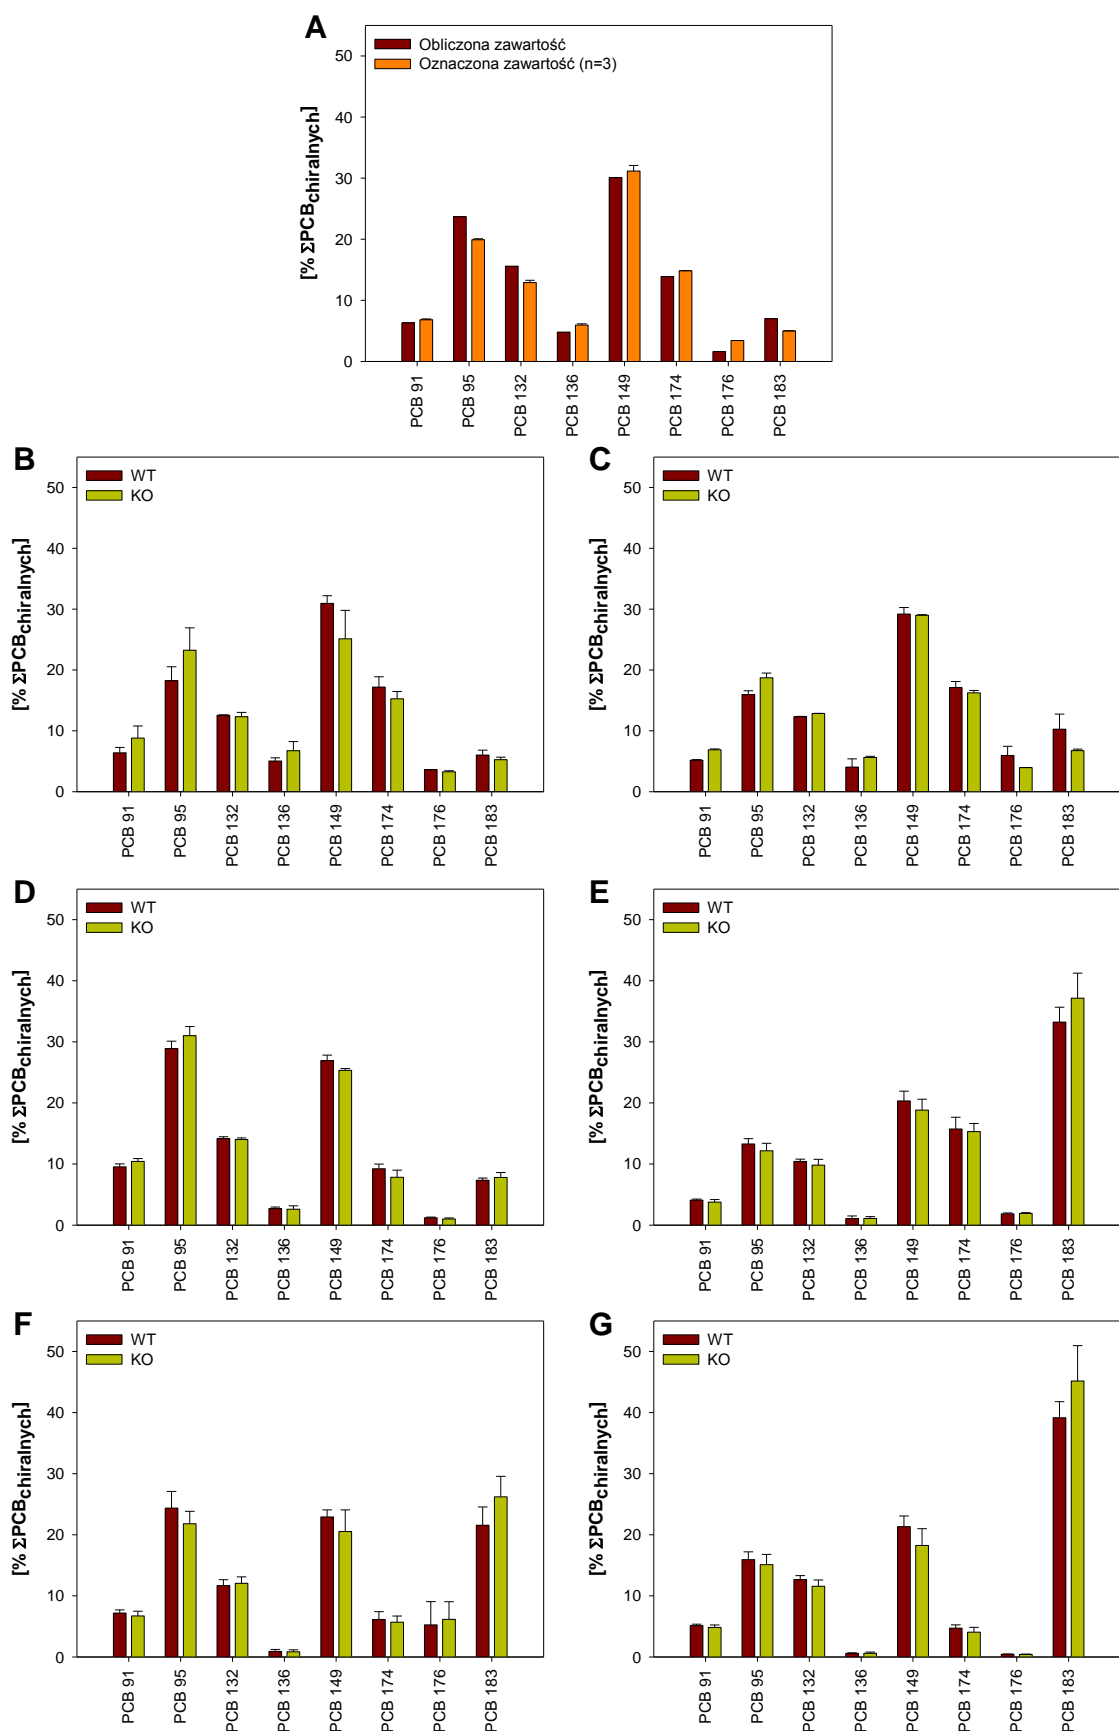 A
Obliczona zawartość
Oznaczona zawartość (n=3)
[% ΣPCBchiralnych]
50
40
30
20
10
0
PCB 91
PCB 95
PCB 132
PCB 136
PCB 149
PCB 174
PCB 176
PCB 183
B
WT
KO
[% ΣPCBchiralnych]
50
40
30
20
10
0
PCB 91
PCB 95
PCB 132
PCB 136
PCB 149
PCB 174
PCB 176
PCB 183
C
WT
KO
[% ΣPCBchiralnych]
50
40
30
20
10
0
PCB 91
PCB 95
PCB 132
PCB 136
PCB 149
PCB 174
PCB 176
PCB 183
D
WT
KO
[% ΣPCBchiralnych]
50
40
30
20
10
0
PCB 91
PCB 95
PCB 132
PCB 136
PCB 149
PCB 174
PCB 176
PCB 183
E
WT
KO
[% ΣPCBchiralnych]
50
40
30
20
10
0
PCB 91
PCB 95
PCB 132
PCB 136
PCB 149
PCB 174
PCB 176
PCB 183
F
WT
KO
[% ΣPCBchiralnych]
50
40
30
20
10
0
PCB 91
PCB 95
PCB 132
PCB 136
PCB 149
PCB 174
PCB 176
PCB 183
G
WT
KO
[% ΣPCBchiralnych]
50
40
30
20
10
0
PCB 91
PCB 95
PCB 132
PCB 136
PCB 149
PCB 174
PCB 176
PCB 183